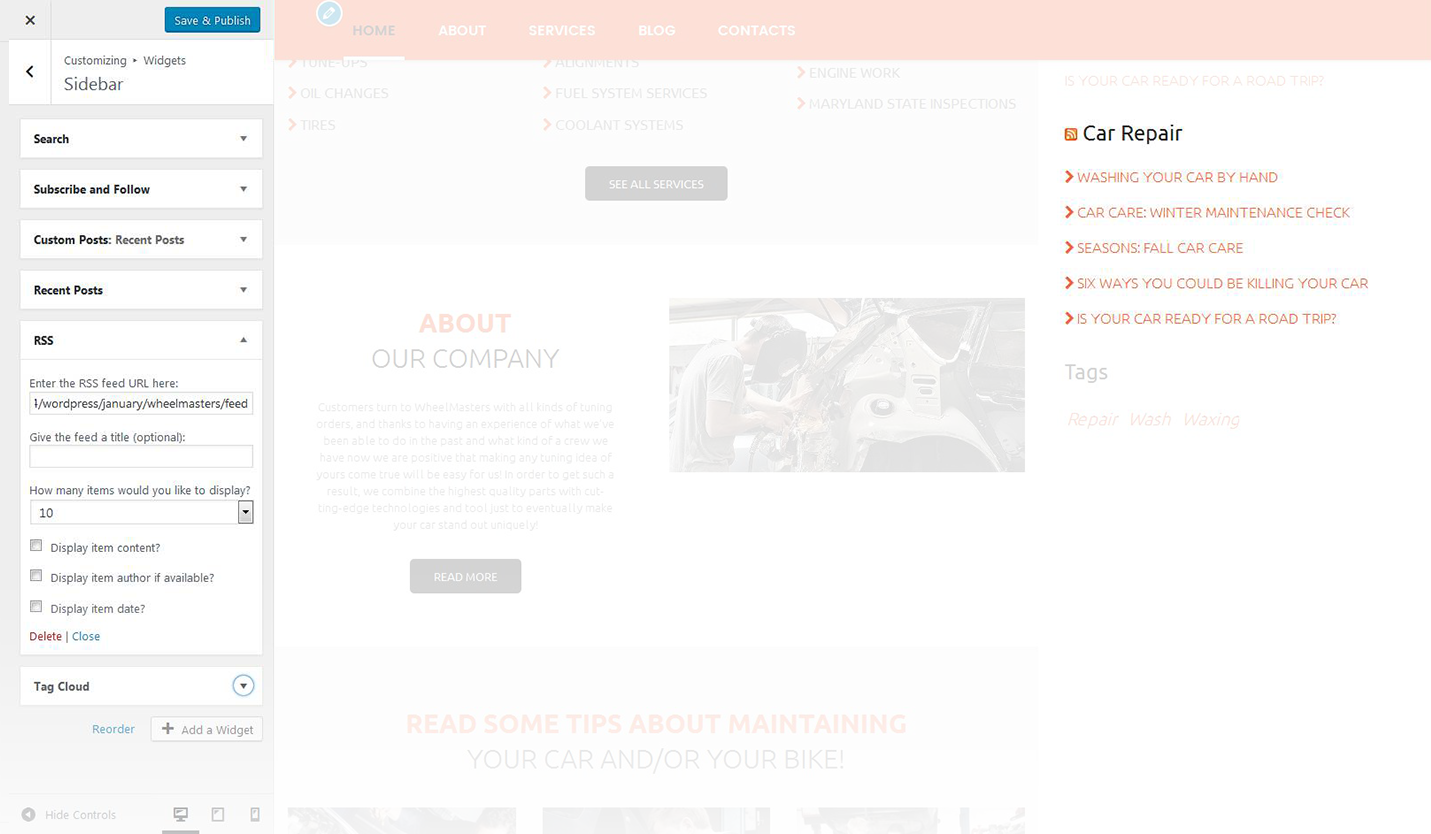 Save & Publish
Customizing ▸ Widgets
Sidebar
Search
Subscribe and Follow
Custom Posts: Recent Posts
Recent Posts
RSS
Enter the RSS feed URL here:
/wordpress/january/wheelmasters/feed
Give the feed a title (optional):
How many items would you like to display?
10
Display item content?
Display item author if available?
Display item date?
Delete | Close
Tag Cloud
Reorder
Add a Widget
Hide Controls
HOME
ABOUT
SERVICES
BLOG
CONTACTS
TUNE-UPS
OIL CHANGES
TIRES
ALIGNMENTS
FUEL SYSTEM SERVICES
COOLANT SYSTEMS
ENGINE WORK
MARYLAND STATE INSPECTIONS
SEE ALL SERVICES
ABOUT
OUR COMPANY
Customers turn to WheelMasters with all kinds of tuning
orders, and thanks to having an experience of what we've
been able to do in the past and what kind of a crew we
have now we are positive that making any tuning idea of
yours come true will be easy for us! In order to get such a
result, we combine the highest quality parts with cut-
ting-edge technologies and tool just to eventually make
your car stand out uniquely!
READ MORE
READ SOME TIPS ABOUT MAINTAINING
YOUR CAR AND/OR YOUR BIKE!
IS YOUR CAR READY FOR A ROAD TRIP?
Car Repair
WASHING YOUR CAR BY HAND
CAR CARE: WINTER MAINTENANCE CHECK
SEASONS: FALL CAR CARE
SIX WAYS YOU COULD BE KILLING YOUR CAR
IS YOUR CAR READY FOR A ROAD TRIP?
Tags
Repair Wash Waxing